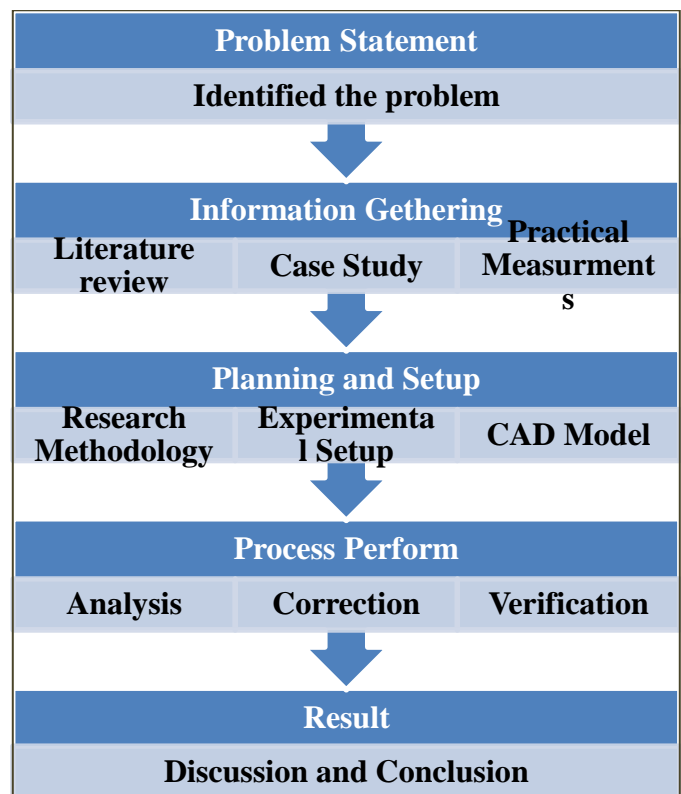 Problem Statement
Identified the problem
Information Gethering
Literature
review
Case Study
Practical
Measurment
s
Planning and Setup
Research
Methodology
Experimenta
l Setup
CAD Model
Process Perform
Analysis
Correction
Verification
Result
Discussion and Conclusion